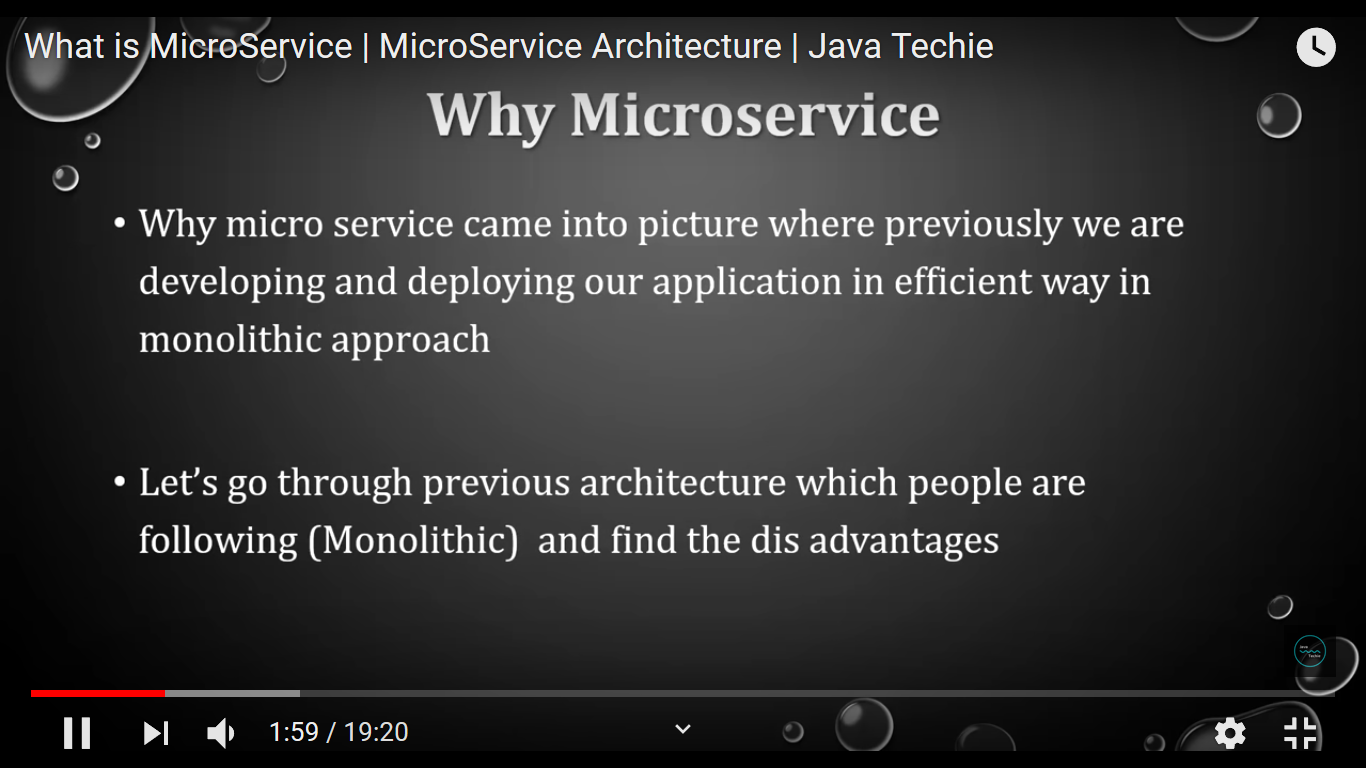 What is MicroService | MicroService Architecture | Java Techie
Why Microservice
• Why micro service came into picture where previously we are
developing and deploying our application in efficient way in
monolithic approach
• Let’s go through previous architecture which people are
following (Monolithic)  and find the dis advantages
Java
Techie
1:59 / 19:20